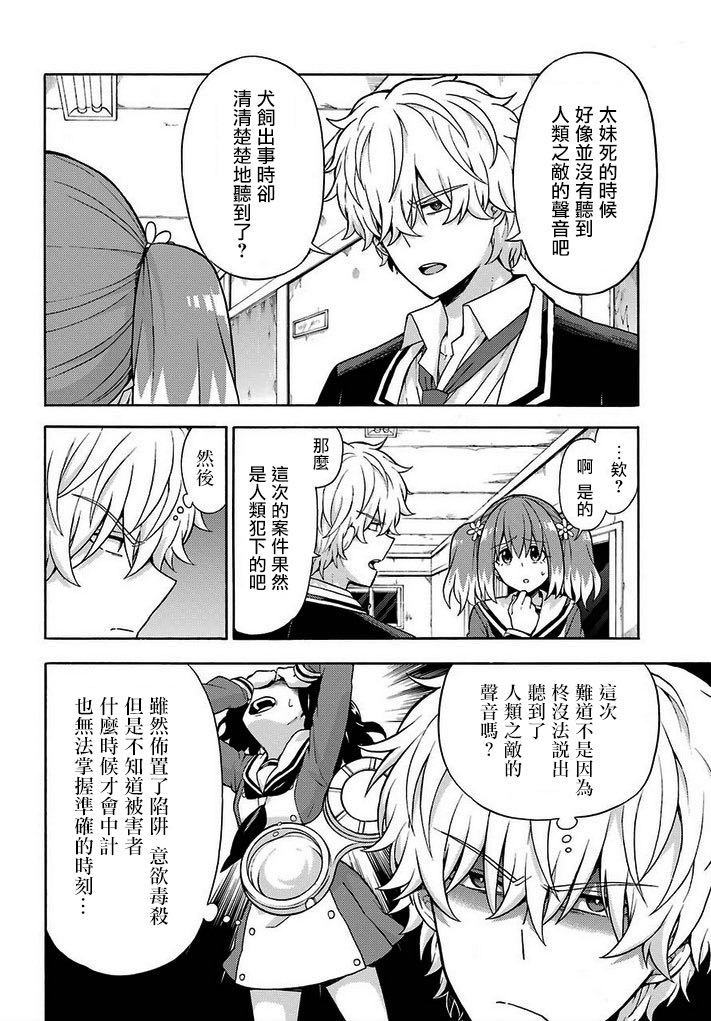 太妹死的時候
好像並沒有聽到
人類之敵的聲音吧
犬飼出事時卻
清清楚楚地聽到了？
…欸？
啊 是的
那麼
這次的案件果然
是人類犯下的吧
然後
這次
難道不是因為
柊沒法說出
聽到了
人類之敵的
聲音嗎？
雖然佈置了陷阱 意欲毒殺
但是不知道被害者
什麼時候才會中計
也無法掌握準確的時刻…